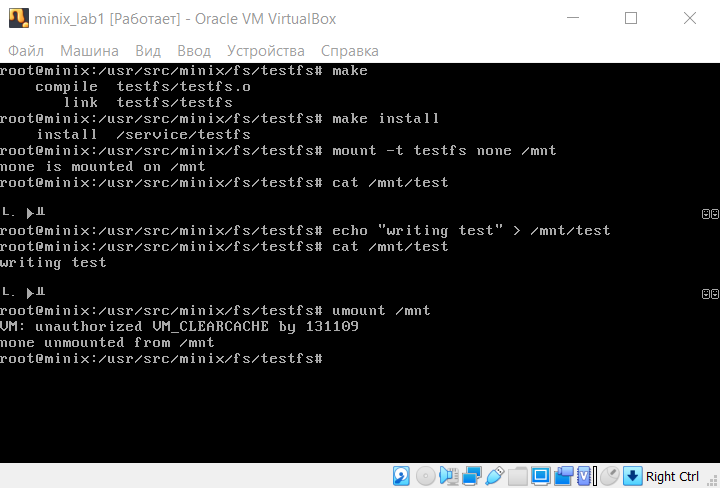 minix_lab1 [Работает] - Oracle VM VirtualBox
Файл Машина Вид Ввод Устройства Справка
root@minix:/usr/src/minix/fs/testfs# make
compile testfs/testfs.o
link testfs/testfs
root@minix:/usr/src/minix/fs/testfs# make install
install /service/testfs
root@minix:/usr/src/minix/fs/testfs# mount -t testfs none /mnt
none is mounted on /mnt
root@minix:/usr/src/minix/fs/testfs# cat /mnt/test
root@minix:/usr/src/minix/fs/testfs# echo "writing test" > /mnt/test
root@minix:/usr/src/minix/fs/testfs# cat /mnt/test
writing test
root@minix:/usr/src/minix/fs/testfs# umount /mnt
VM: unauthorized VM_CLEARCACHE by 131109
none unmounted from /mnt
root@minix:/usr/src/minix/fs/testfs#
Right Ctrl